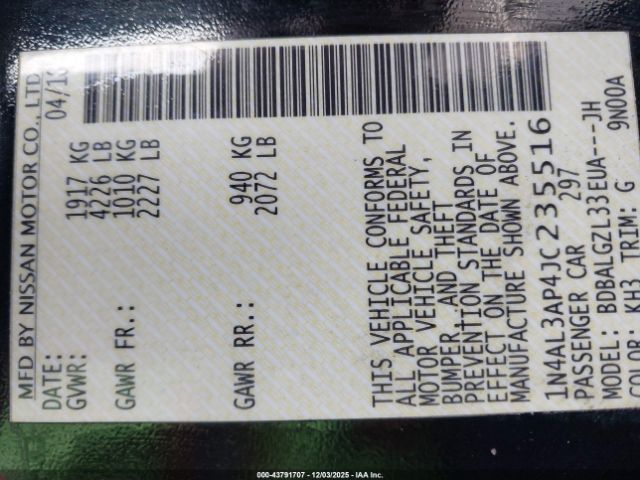 MFD BY NISSAN MOTOR CO., LTD.
DATE: 04/18
GVWR: 1917 KG
4226 LB
GAWR FR.: 1010 KG
2227 LB
GAWR RR.: 940 KG
2072 LB
THIS VEHICLE CONFORMS TO
ALL APPLICABLE FEDERAL
MOTOR VEHICLE SAFETY,
BUMPER, AND THEFT
PREVENTION STANDARDS IN
EFFECT ON THE DATE OF
MANUFACTURE SHOWN ABOVE.
1N4AL3AP4JC235516
PASSENGER CAR 297
MODEL: BDBALGZL33EUA---JH
COLOR: KH3 TRIM: G 9N00A
000-43791707 - 12/03/2025 - IAA Inc.